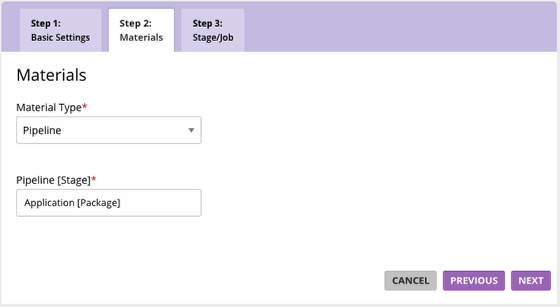 Step 1:
Basic Settings
Step 2:
Materials
Step 3:
Stage/Job
Materials
Material Type*
Pipeline
Pipeline [Stage]*
Application [Package]
CANCEL
PREVIOUS
NEXT